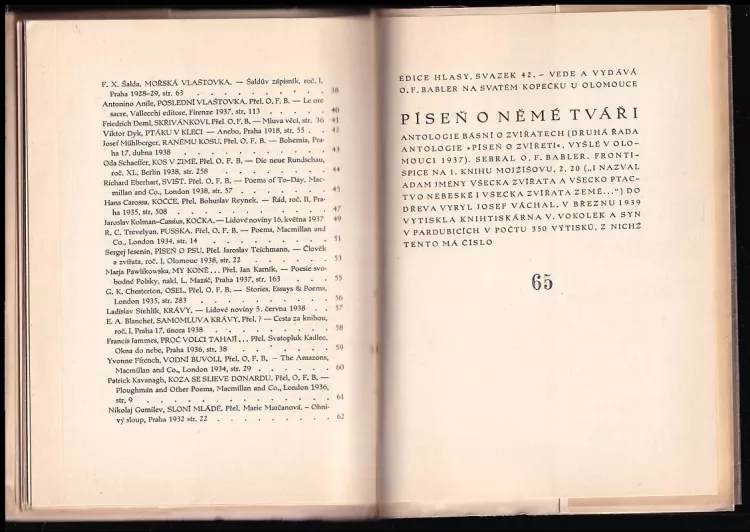 F. X. Šalda, MOŘSKÁ VLAŠTOVKA. — Šaldův zápisník, roč. I,
Praha 1928-29, str. 63 . . . . . . . . . . . . 38
Antonino Anile, POSLEDNÍ VLAŠTOVKA. Přel. O. F. B. — Le ore
sacre, Vallecchi editore, Firenze 1937, str. 113 . . . . . 40
Friedrich Deml, SKŘIVÁNKOVI. Přel. O. F. B. — Mluva věcí, str. 36 41
Viktor Dyk, PTÁKU V KLECI — Anebo, Praha 1918, str. 55 . . 42
Josef Mühlberger, RANÉMU KOSU. Přel. O. F. B. — Bohemia, Pra-
ha 17. dubna 1938 . . . . . . . . . . . . 43
Oda Schaefer, KOS V ZIMĚ. Přel. O. F. B. — Die neue Rundschau,
roč. XL, Berlin 1938, str. 258 . . . . . . . . . 44
Richard Eberhart, SVIŠŤ. Přel. O. F. B. — Poems of To-Day, Mac-
millan and Co., London 1938, str. 57 . . . . . . . 45
Hans Carossa, KOČCE. Přel. Bohuslav Reynek. — Řád, roč. II, Pra-
ha 1935, str. 508 . . . . . . . . . . . . 47
Jaroslav Kolman-Cassius, KOČKA. — Lidové noviny 16. května 1937 49
R. C. Trevelyan, PUSSKA. Přel. O. F. B. — Poems, Macmillan and
Co., London 1934, str. 14 . . . . . . . . . . 51
Sergej Jesenin, PÍSEŇ O PSU. Přel. Jaroslav Teichmann. — Člověk
a zvířata, roč. I, Olomouc 1938, str. 22 . . . . . . . 53
Marja Pawlikowska, MY KONĚ... Přel. Jan Karník. — Poesie svo-
bodné Polsky, nakl. L. Mazáč, Praha 1937, str. 163 . . . . 55
G. K. Chesterton, OSEL. Přel. O. F. B. — Stories, Essays & Poems,
London 1935, str. 283 . . . . . . . . . . . 56
Ladislav Stehlík, KRÁVY. — Lidové noviny 5. června 1938 . . 57
E. A. Blanchet, SAMOMLUVA KRÁVY. Přel. ? — Cesta za knihou,
roč. I, Praha 17. února 1938 . . . . . . . . . 58
Francis Jammes, PROČ VOLCI TAHAJÍ... Přel. Svatopluk Kadlec.
Okna do nebe, Praha 1936, str. 38 . . . . . . . . 59
Yvonne Ffrench, VODNÍ BUVOLI. Přel. O. F. B. — The Amazons,
Macmillan and Co., London 1934, str. 29 . . . . . . 60
Patrick Kavanagh, KOZA SE SLIEVE DONARDU. Přel. O. F. B. —
Ploughman and Other Poems, Macmillan and Co., London 1936,
str. 9 . . . . . . . . . . . . . . 61
Nikolaj Gumilev, SLONÍ MLÁDĚ. Přel. Marie Marčanová. — Ohni-
vý sloup, Praha 1932 str. 22 . . . . . . . . . 62
EDICE HLASY, SVAZEK 42. – VEDE A VYDÁVÁ
O. F. BABLER NA SVATÉM KOPEČKU U OLOMOUCE
PÍSEŇ O NĚMÉ TVÁŘI
ANTOLOGIE BÁSNÍ O ZVÍŘATECH (DRUHÁ ŘADA
ANTOLOGIE »PÍSEŇ O ZVÍŘETI«, VYŠLÉ V OLO-
MOUCI 1937). SEBRAL O. F. BABLER. FRONTI-
SPICE NA 1. KNIHU MOJŽÍŠOVU, 2. 20 („I NAZVAL
ADAM JMÉNY VŠECKA ZVÍŘATA A VŠECKO PTAC-
TVO NEBESKÉ I VŠECKA ZVÍŘATA ZEMĚ...“) DO
DŘEVA VYRYL JOSEF VÁCHAL. V BŘEZNU 1939
VYTISKLA KNIHTISKÁRNA V. VOKOLEK A SYN
V PARDUBICÍCH V POČTU 350 VÝTISKŮ, Z NICHŽ
TENTO MÁ ČÍSLO
65